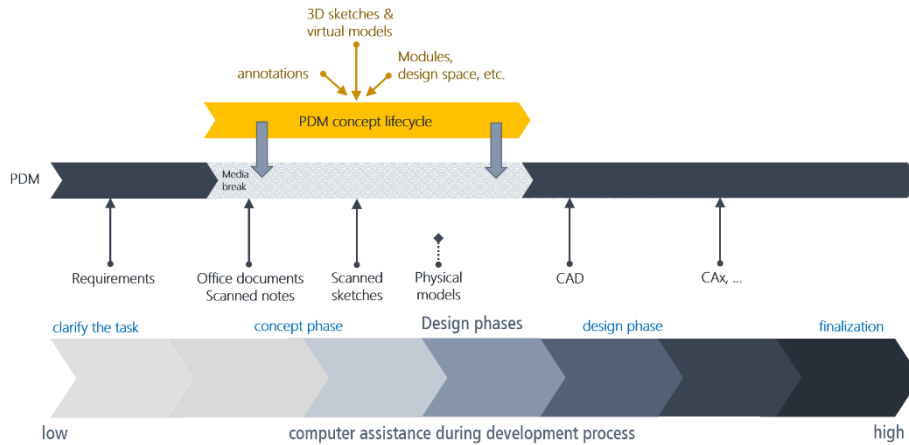 3D sketches &
virtual models
Modules,
design space, etc.
annotations
PDM concept lifecycle
PDM
Media
break
Requirements
Office documents
Scanned notes
Scanned
sketches
Physical
models
CAD
CAx, ...
clarify the task
concept phase
Design phases
design phase
finalization
low
computer assistance during development process
high